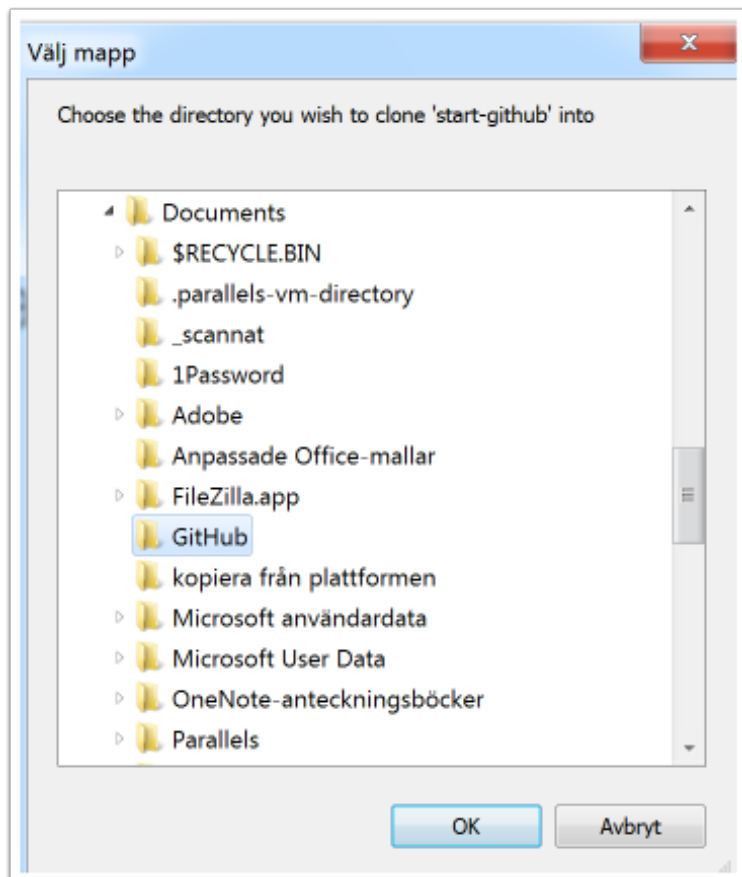 Välj mapp
Choose the directory you wish to clone 'start-github' into
Documents
$RECYCLE.BIN
.parallels-vm-directory
_scannat
1Password
Adobe
Anpassade Office-mallar
FileZilla.app
GitHub
kopiera från plattformen
Microsoft användardata
Microsoft User Data
OneNote-anteckningsböcker
Parallels
OK
Avbryt